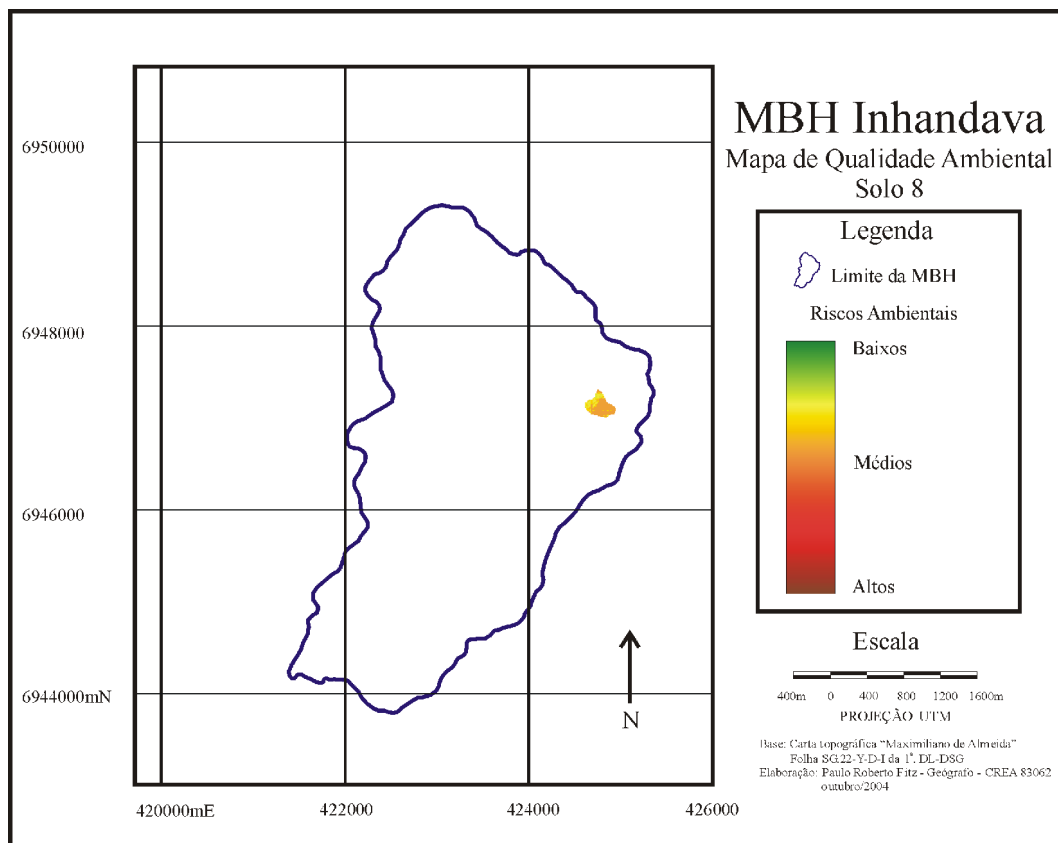 MBH Inhandava
Mapa de Qualidade Ambiental
Solo 8
Legenda
Limite da MBH
Riscos Ambientais
Baixos
Médios
Altos
Escala
400m 0 400 800 1200 1600m
PROJEÇÃO UTM
Base: Carta topográfica "Maximiliano de Almeida"
Folha SG.22-Y-D-I da 1ª. DL-DSG
Elaboração: Paulo Roberto Fitz - Geógrafo - CREA 83062
outubro/2004
6950000
6948000
6946000
6944000mN
N
420000mE 422000 424000 426000